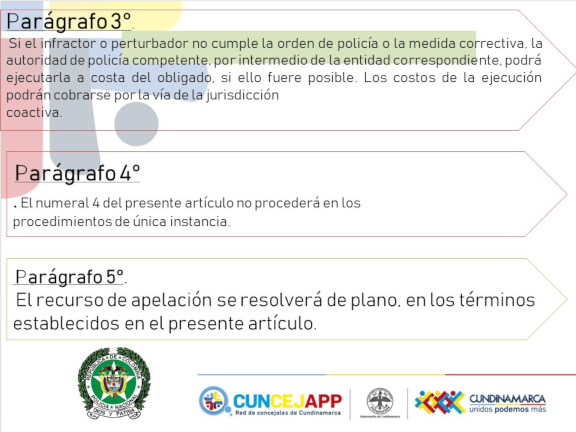 Parágrafo 3°.
Si el infractor o perturbador no cumple la orden de policía o la medida correctiva, la
autoridad de policía competente, por intermedio de la entidad correspondiente, podrá
ejecutarla a costa del obligado, si ello fuere posible. Los costos de la ejecución
podrán cobrarse por la vía de la jurisdicción
coactiva.
Parágrafo 4°
. El numeral 4 del presente artículo no procederá en los
procedimientos de única instancia.
Parágrafo 5°.
El recurso de apelación se resolverá de plano, en los términos
establecidos en el presente artículo.
REPUBLICA • DE • COLOMBIA
POLICIA NACIONAL
DIOS Y PATRIA
CUNCEJAPP
Red de concejales de Cundinamarca
CUNDINAMARCA
unidos podemos más